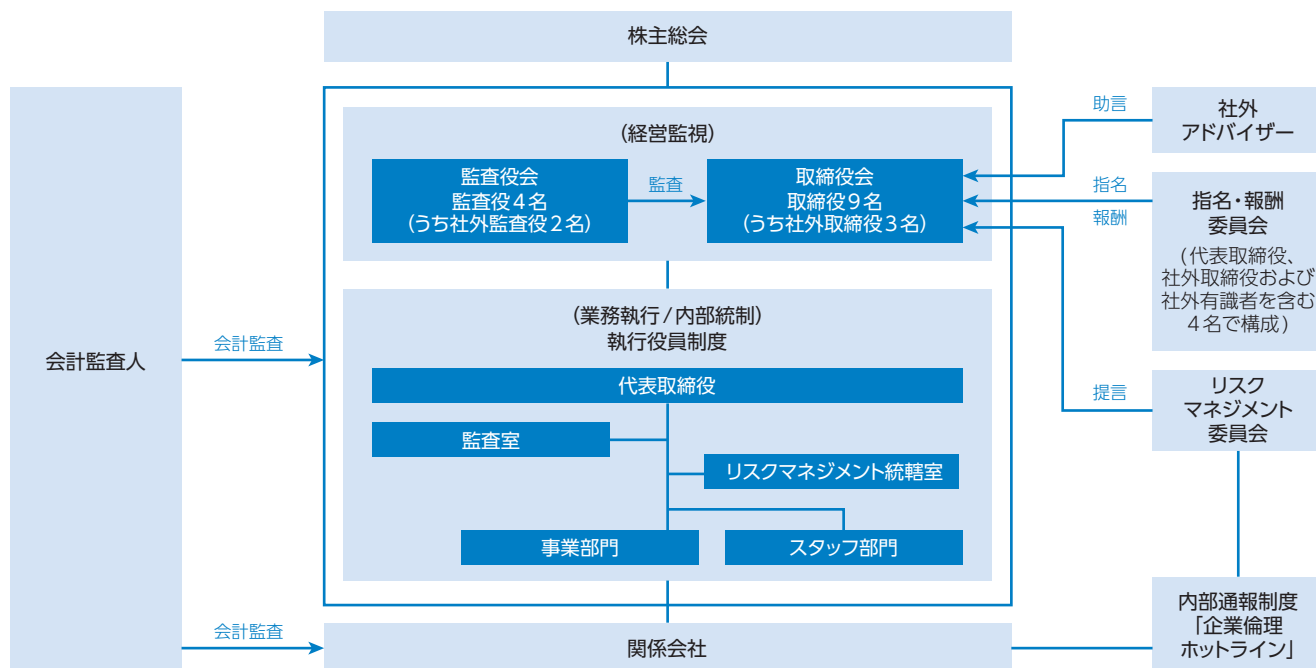 株主総会
会計監査人
会計監査
会計監査
(経営監視)
監査役会
監査役4名
(うち社外監査役2名)
監査
取締役会
取締役9名
(うち社外取締役3名)
(業務執行/内部統制)
執行役員制度
代表取締役
監査室
リスクマネジメント統轄室
事業部門
スタッフ部門
関係会社
助言
社外
アドバイザー
指名
報酬
指名・報酬
委員会
(代表取締役、
社外取締役および
社外有識者を含む
4名で構成)
提言
リスク
マネジメント
委員会
内部通報制度
「企業倫理
ホットライン」